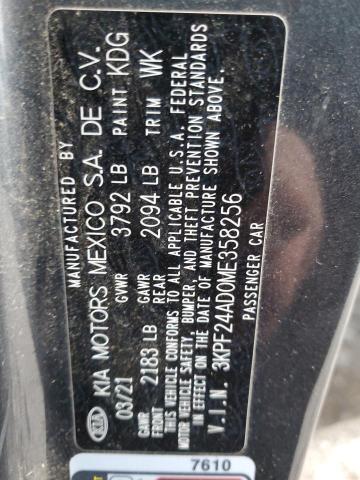 MANUFACTURED BY
KIA KIA MOTORS MEXICO S.A. DE C.V.
03/21 GVWR 3792 LB PAINT KDG
GAWR FRONT 2183 LB GAWR REAR 2094 LB TRIM WK
THIS VEHICLE CONFORMS TO ALL APPLICABLE U.S.A. FEDERAL
MOTOR VEHICLE SAFETY, BUMPER, AND THEFT PREVENTION STANDARDS
IN EFFECT ON THE DATE OF MANUFACTURE SHOWN ABOVE.
V.I.N. 3KPF24AD0ME358256
PASSENGER CAR
7610